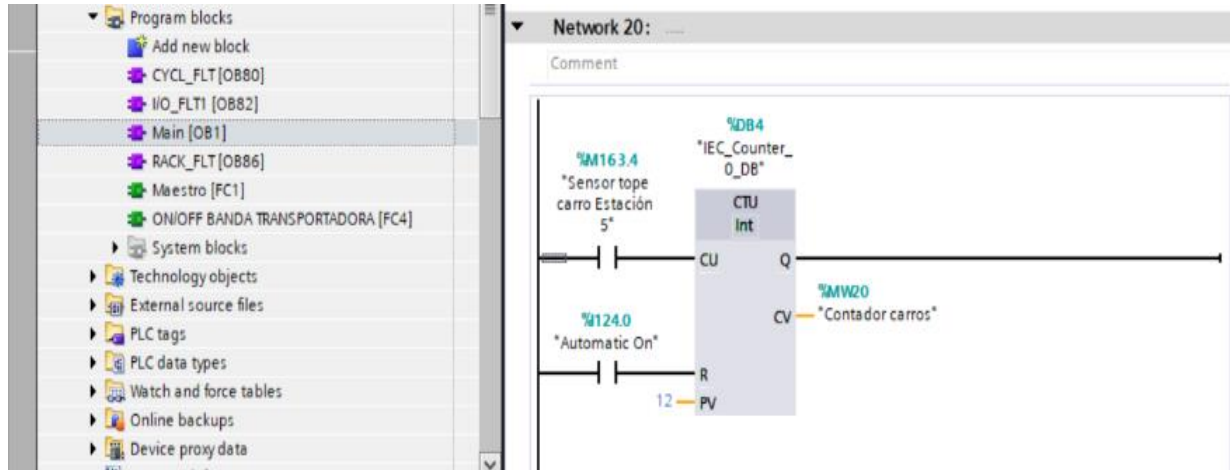 Program blocks
Add new block
CYCL_FLT [OB80]
I/O_FLT1 [OB82]
Main [OB1]
RACK_FLT [OB86]
Maestro [FC1]
ON/OFF BANDA TRANSPORTADORA [FC4]
System blocks
Technology objects
External source files
PLC tags
PLC data types
Watch and force tables
Online backups
Device proxy data
Network 20:
Comment
%DB4
"IEC_Counter_
0_DB"
%M163.4
"Sensor tope
carro Estación
5"
CTU
Int
CU Q
%MW20
CV "Contador carros"
%I124.0
"Automatic On"
R
12 PV